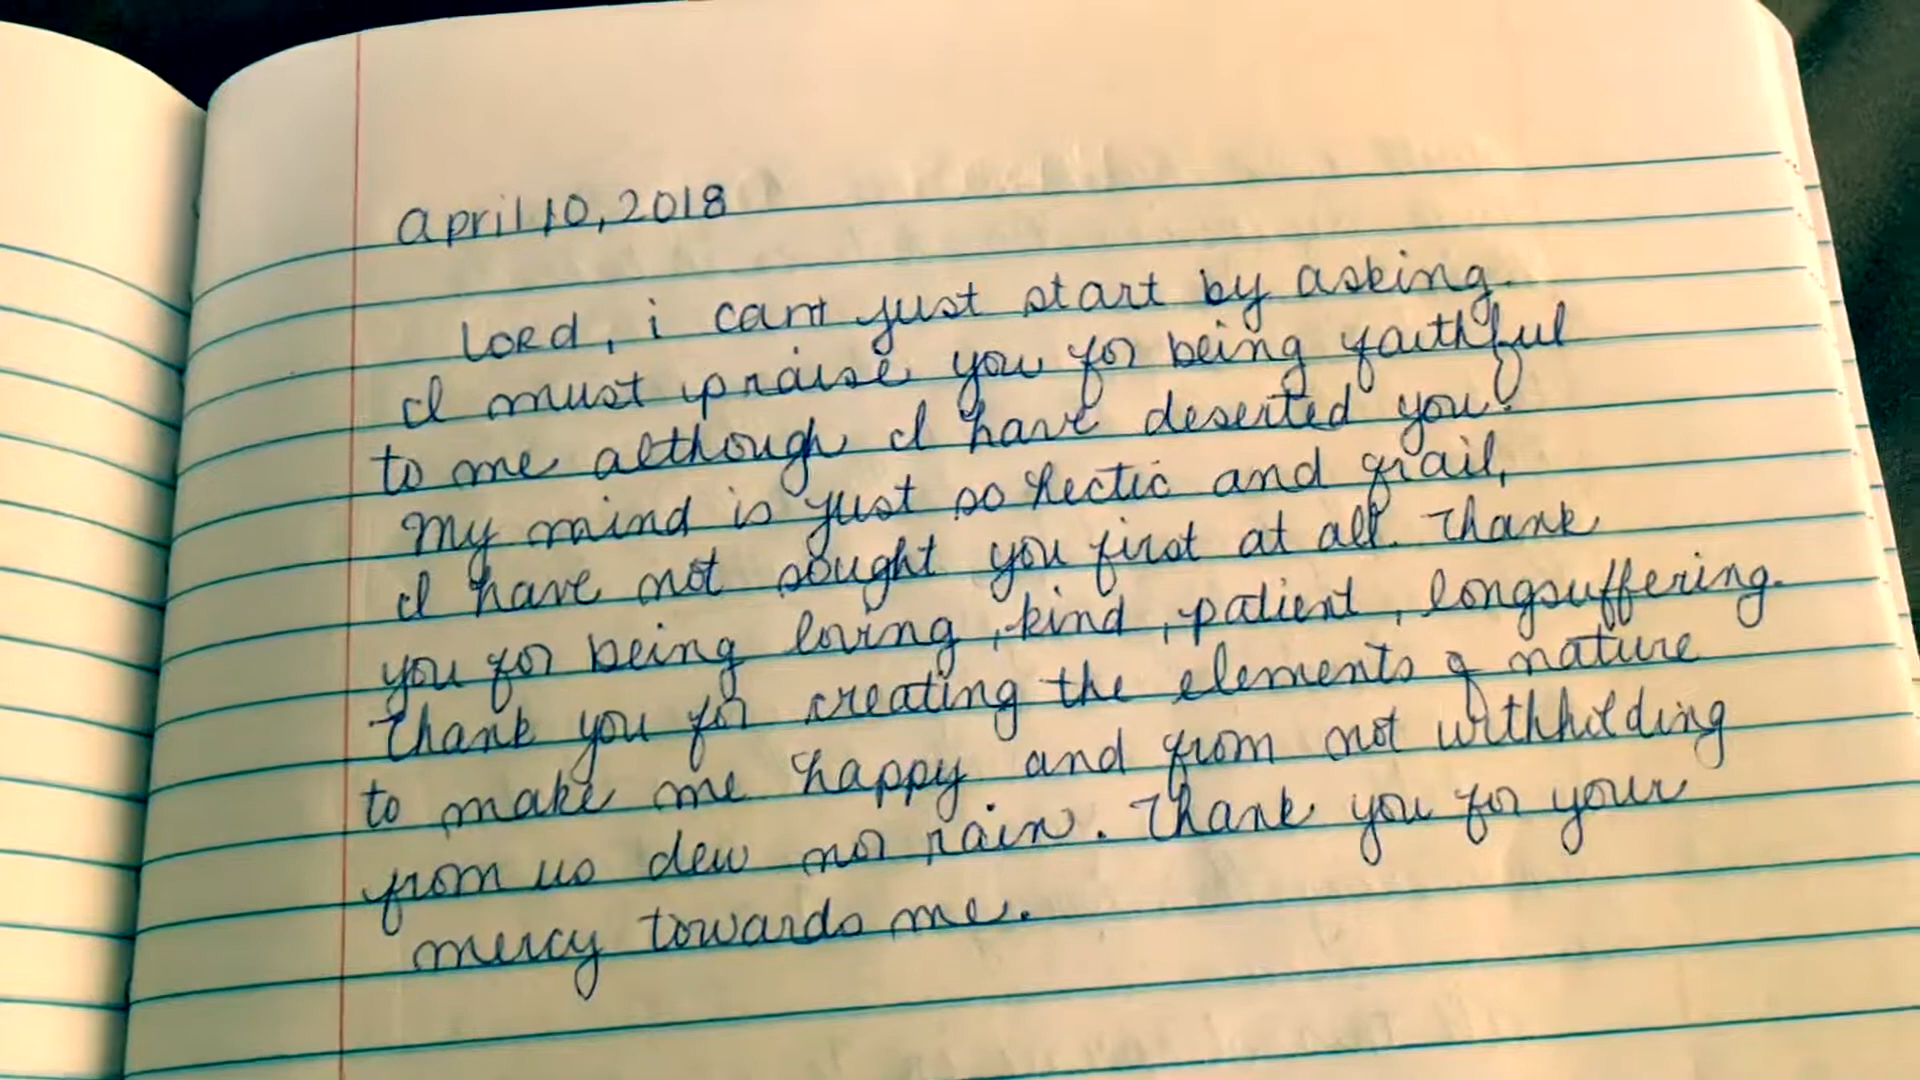 april 10, 2018
Lord, i cant just start by asking.
I must praise you for being faithful
to me although I have deserted you!
My mind is just so hectic and frail,
I have not sought you first at all. Thank
you for being loving, kind, patient, longsuffering.
Thank you for creating the elements of nature
to make me happy and from not withholding
from us dew nor rain. Thank you for your
mercy towards me.